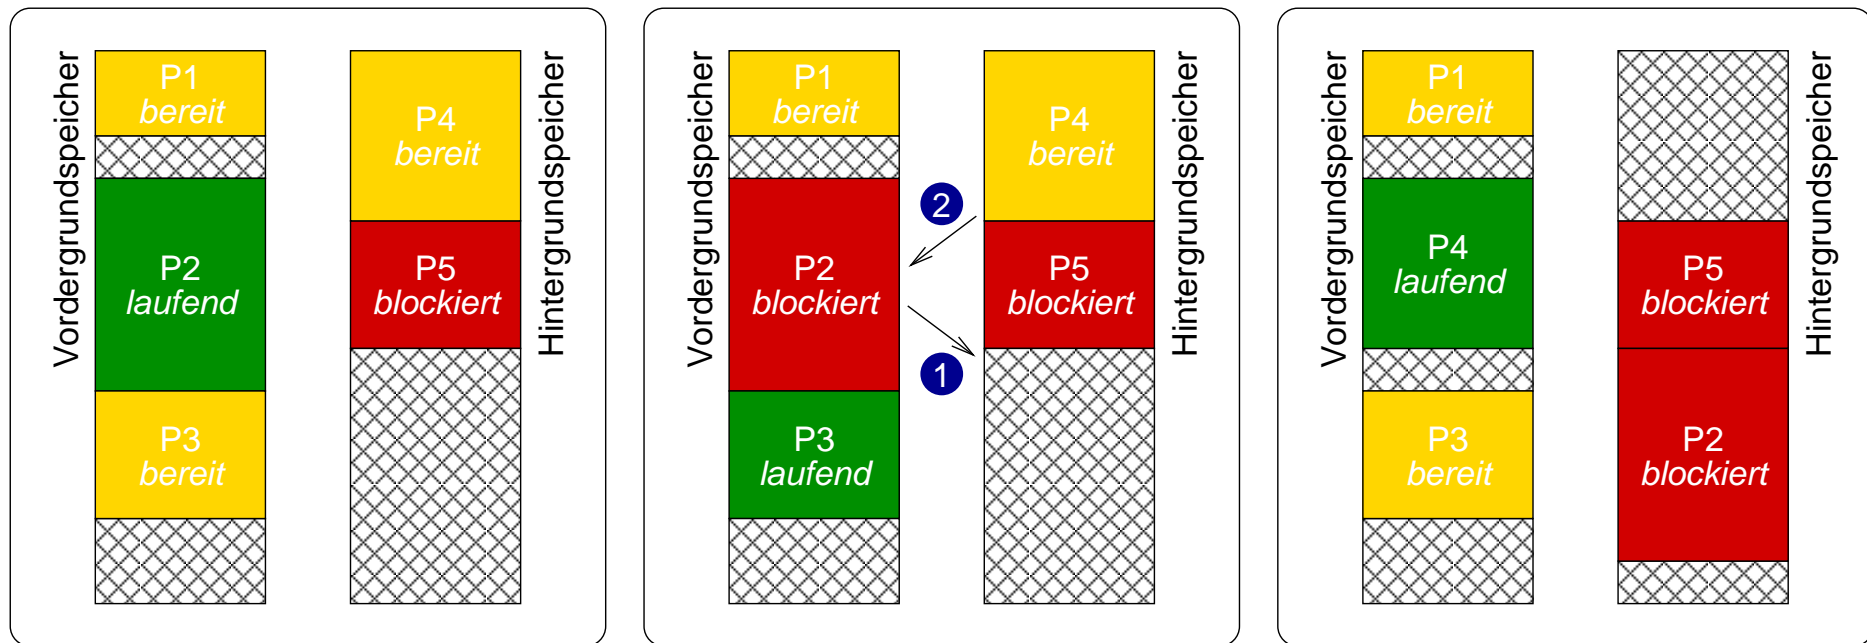 Vordergrundspeicher
P1
bereit
P2
laufend
P3
bereit
P4
bereit
P5
blockiert
Hintergrundspeicher
Vordergrundspeicher
P1
bereit
P2
blockiert
P3
laufend
2
1
P4
bereit
P5
blockiert
Hintergrundspeicher
Vordergrundspeicher
P1
bereit
P4
laufend
P3
bereit
P5
blockiert
P2
blockiert
Hintergrundspeicher